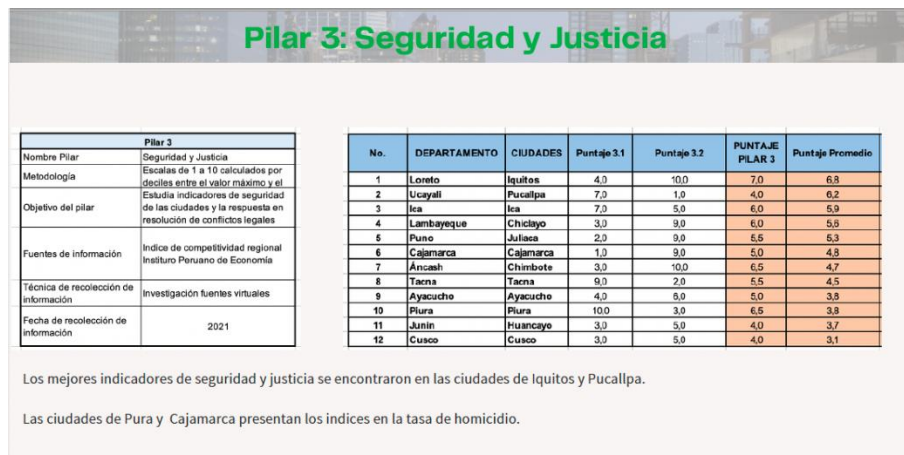 Pilar 3: Seguridad y Justicia
Pilar 3
Nombre Pilar Seguridad y Justicia
Metodología Escalas de 1 a 10 calculados por
deciles entre el valor máximo y el
Objetivo del pilar Estudia indicadores de seguridad
de las ciudades y la respuesta en
resolución de conflictos legales
Fuentes de información Indice de competitividad regional
Instituro Peruano de Economía
Técnica de recolección de
información Investigación fuentes virtuales
Fecha de recolección de
información 2021
No. DEPARTAMENTO CIUDADES Puntaje 3.1 Puntaje 3.2 PUNTAJE PILAR 3 Puntaje Promedio
1 Loreto Iquitos 4,0 10,0 7,0 6,8
2 Ucayali Pucallpa 7,0 1,0 4,0 6,2
3 Ica Ica 7,0 5,0 6,0 5,9
4 Lambayeque Chiclayo 3,0 9,0 6,0 5,5
5 Puno Juliaca 2,0 9,0 5,5 5,3
6 Cajamarca Cajamarca 1,0 9,0 5,0 4,8
7 Áncash Chimbote 3,0 10,0 6,5 4,7
8 Tacna Tacna 9,0 2,0 5,5 4,5
9 Ayacucho Ayacucho 4,0 6,0 5,0 3,8
10 Piura Piura 10,0 3,0 6,5 3,8
11 Junin Huancayo 3,0 5,0 4,0 3,7
12 Cusco Cusco 3,0 5,0 4,0 3,1
Los mejores indicadores de seguridad y justicia se encontraron en las ciudades de Iquitos y Pucallpa.
Las ciudades de Pura y Cajamarca presentan los indices en la tasa de homicidio.